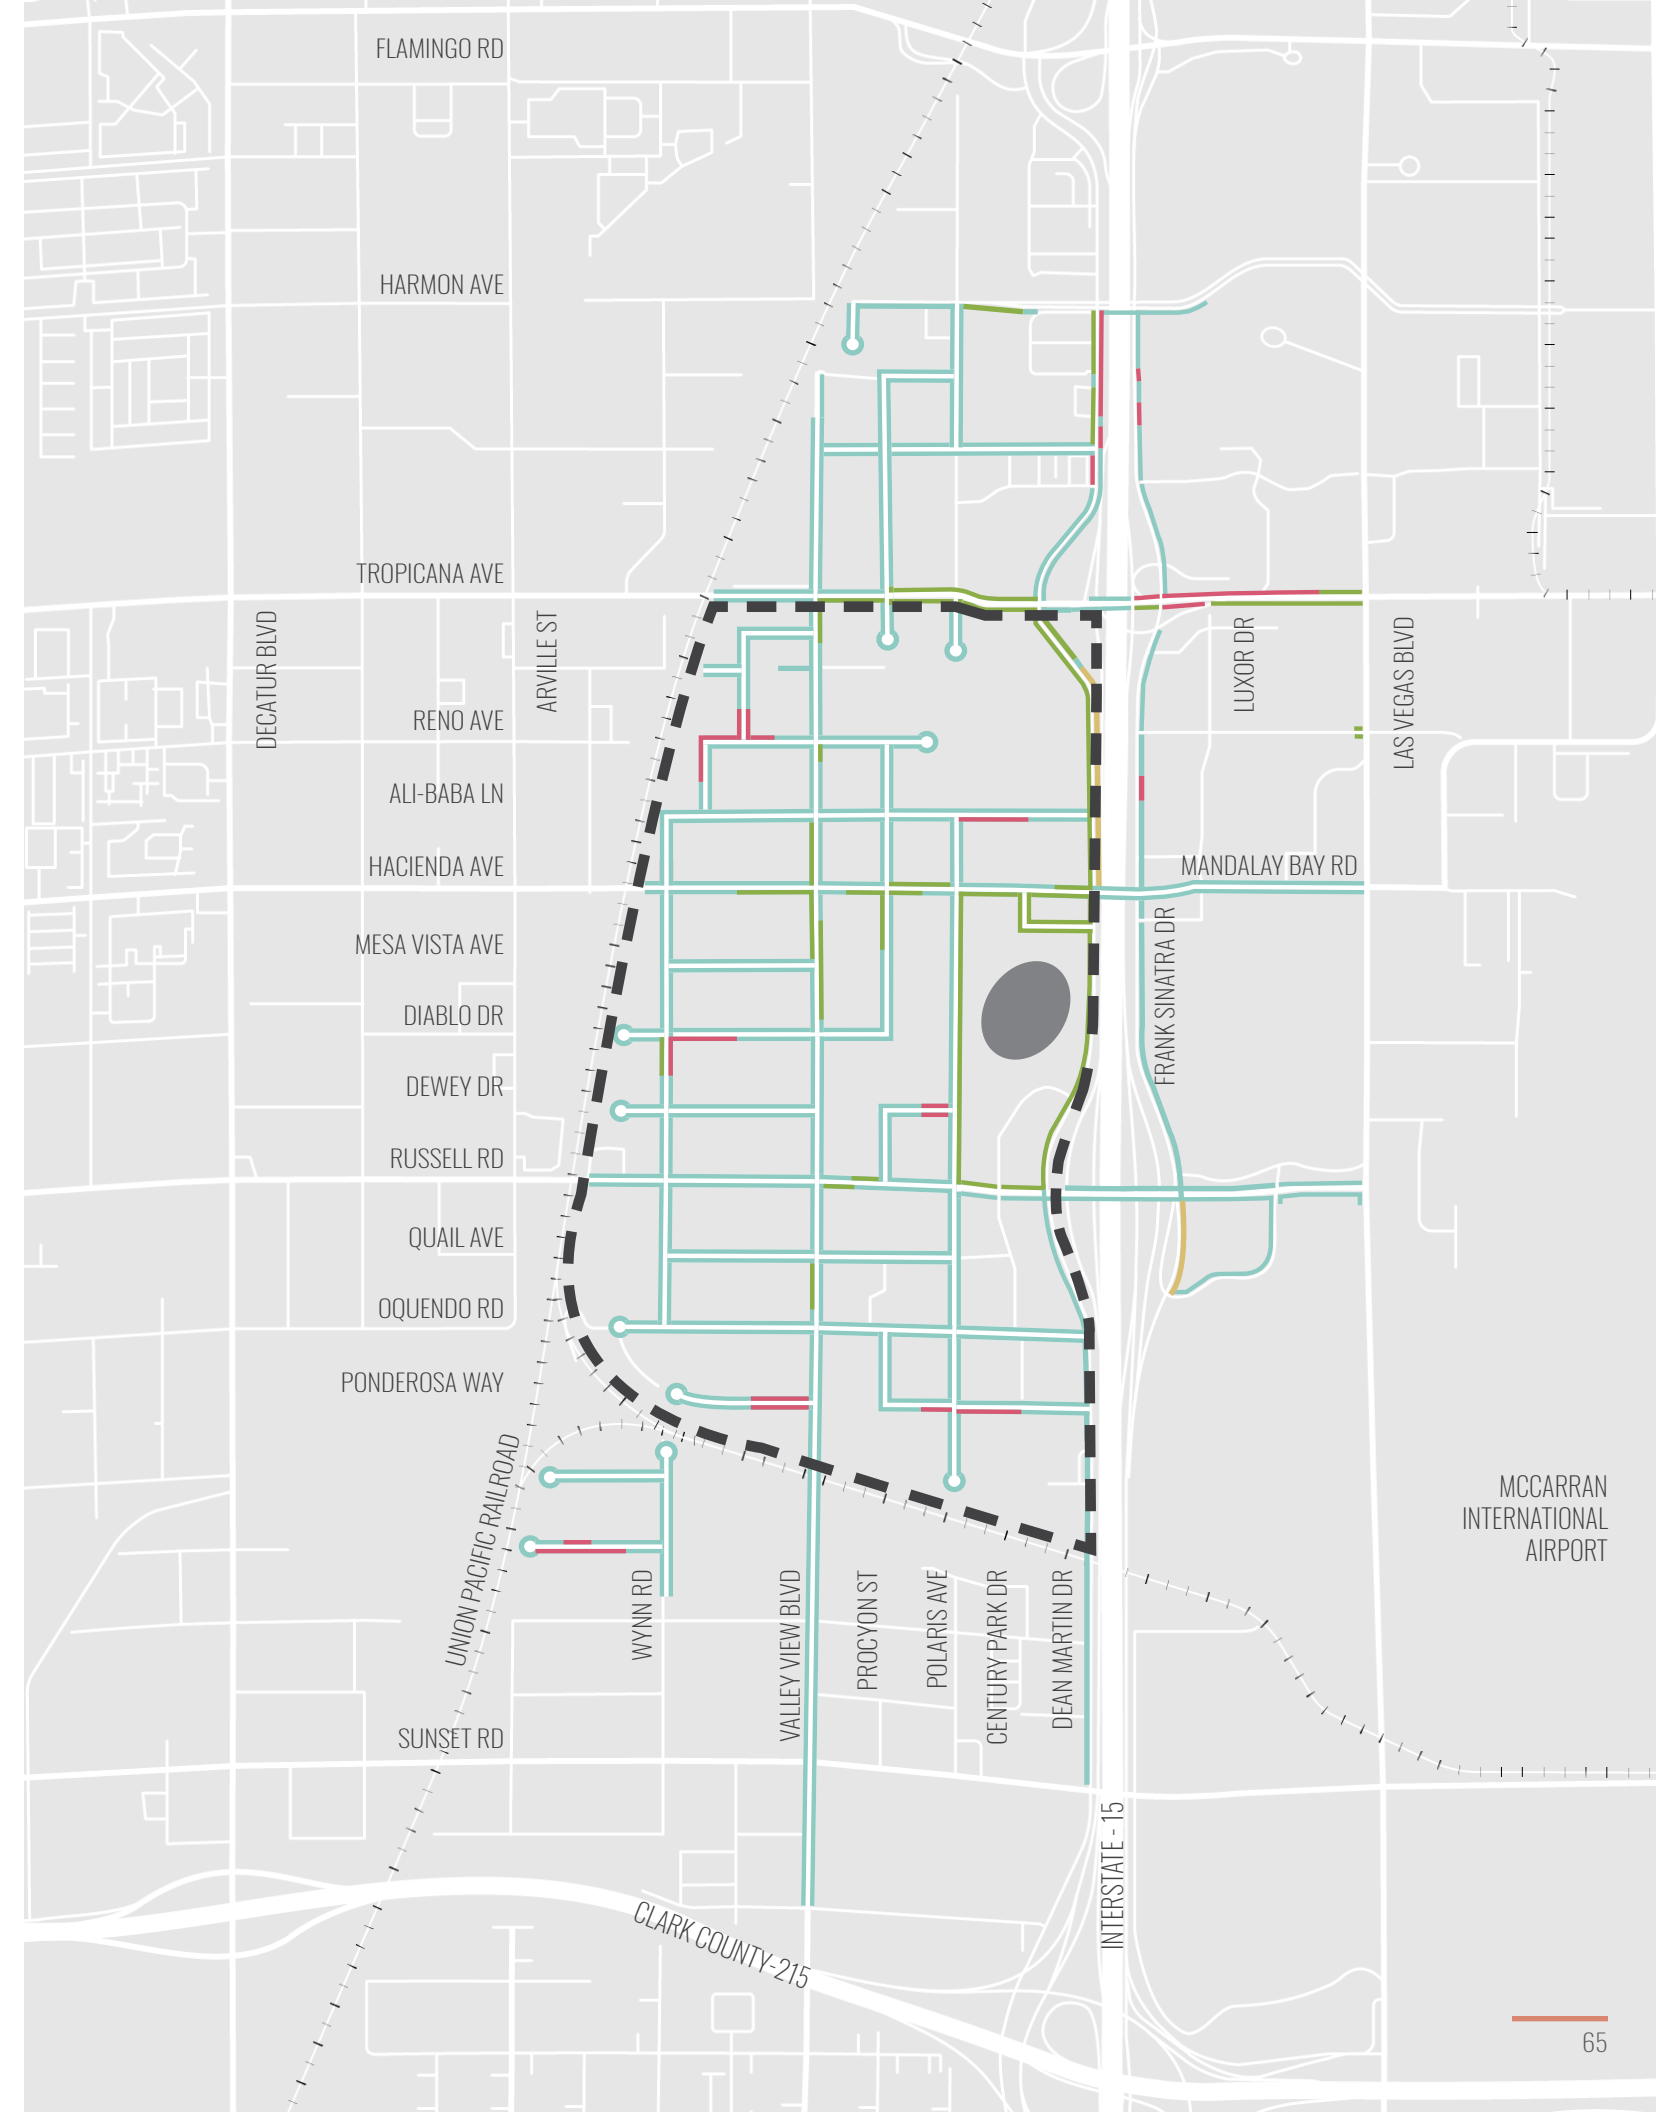 FLAMINGO RD
HARMON AVE
TROPICANA AVE
DECATUR BLVD
ARVILLE ST
LUXOR DR
LAS VEGAS BLVD
RENO AVE
ALI-BABA LN
HACIENDA AVE
MANDALAY BAY RD
MESA VISTA AVE
FRANK SINATRA DR
DIABLO DR
DEWEY DR
RUSSELL RD
QUAIL AVE
OQUENDO RD
PONDEROSA WAY
UNION PACIFIC RAILROAD
MCCARRAN
INTERNATIONAL
AIRPORT
WYNN RD
VALLEY VIEW BLVD
PROCYON ST
POLARIS AVE
CENTURY PARK DR
DEAN MARTIN DR
SUNSET RD
INTERSTATE - 15
CLARK COUNTY-215
65